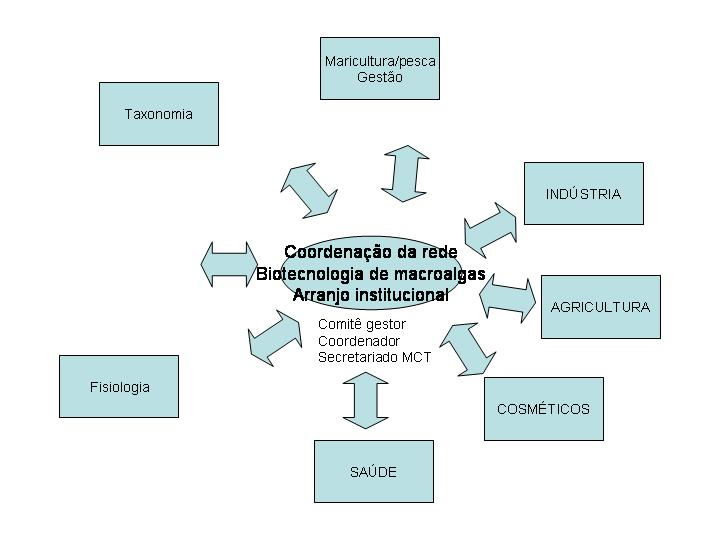 Maricultura/pesca
Gestão
Taxonomia
INDÚSTRIA
Coordenação da rede
Biotecnologia de macroalgas
Arranjo institucional
AGRICULTURA
Comitê gestor
Coordenador
Secretariado MCT
Fisiologia
COSMÉTICOS
SAÚDE